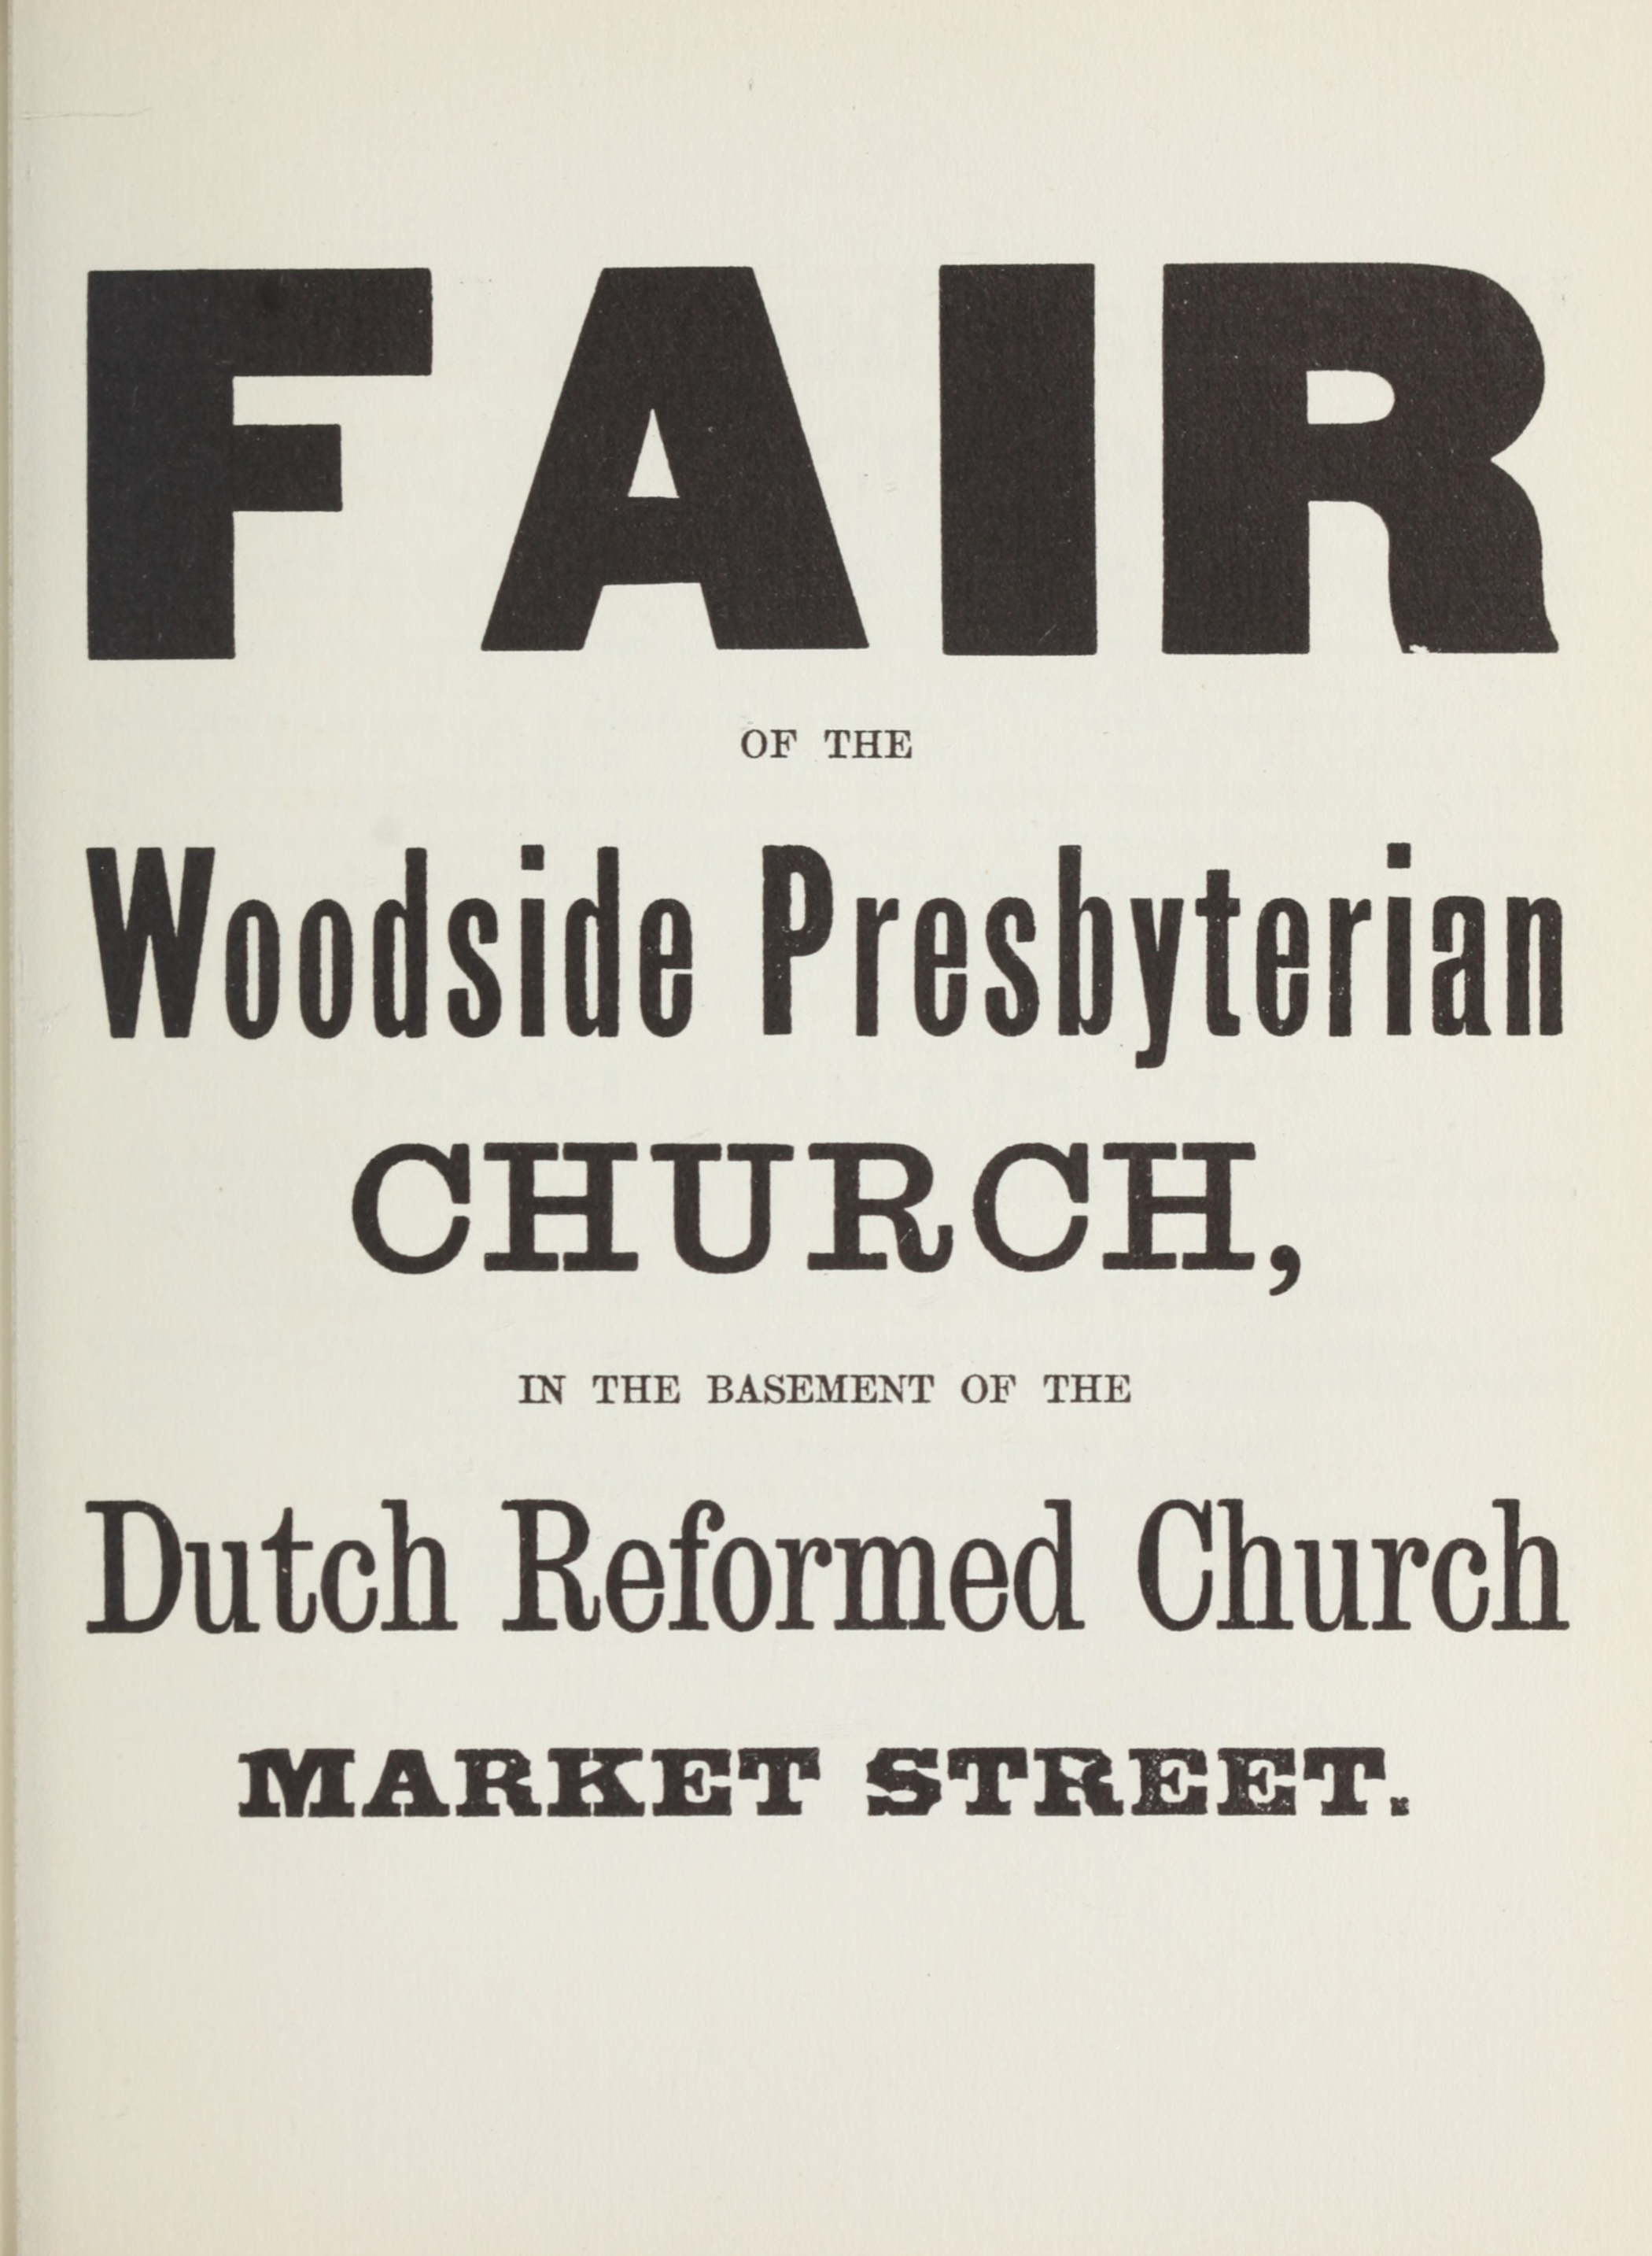 FAIR
OF THE
Woodside Presbyterian
CHURCH,
IN THE BASEMENT OF THE
Dutch Reformed Church
MARKET STREET.